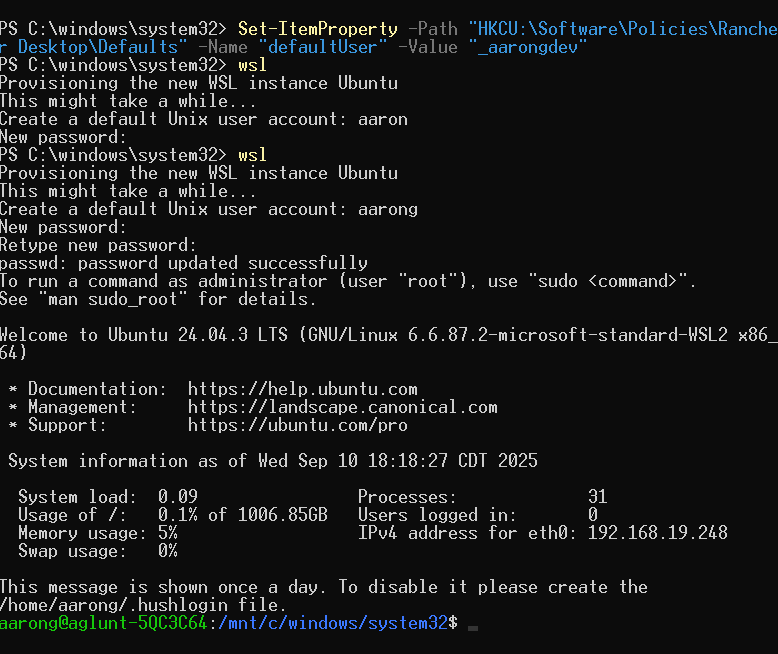 PS C:\windows\system32> Set-ItemProperty -Path "HKCU:\Software\Policies\Ranche
r Desktop\Defaults" -Name "defaultUser" -Value "_aarongdev"
PS C:\windows\system32> wsl
Provisioning the new WSL instance Ubuntu
This might take a while...
Create a default Unix user account: aaron
New password:
PS C:\windows\system32> wsl
Provisioning the new WSL instance Ubuntu
This might take a while...
Create a default Unix user account: aarong
New password:
Retype new password:
passwd: password updated successfully
To run a command as administrator (user "root"), use "sudo <command>".
See "man sudo_root" for details.
Welcome to Ubuntu 24.04.3 LTS (GNU/Linux 6.6.87.2-microsoft-standard-WSL2 x86_
64)
* Documentation:  https://help.ubuntu.com
* Management:     https://landscape.canonical.com
* Support:        https://ubuntu.com/pro
System information as of Wed Sep 10 18:18:27 CDT 2025
System load:  0.09                Processes:             31
Usage of /:   0.1% of 1006.85GB   Users logged in:       0
Memory usage: 5%                  IPv4 address for eth0: 192.168.19.248
Swap usage:   0%
This message is shown once a day. To disable it please create the
/home/aarong/.hushlogin file.
aarong@aglunt-5QC3C64:/mnt/c/windows/system32$ _